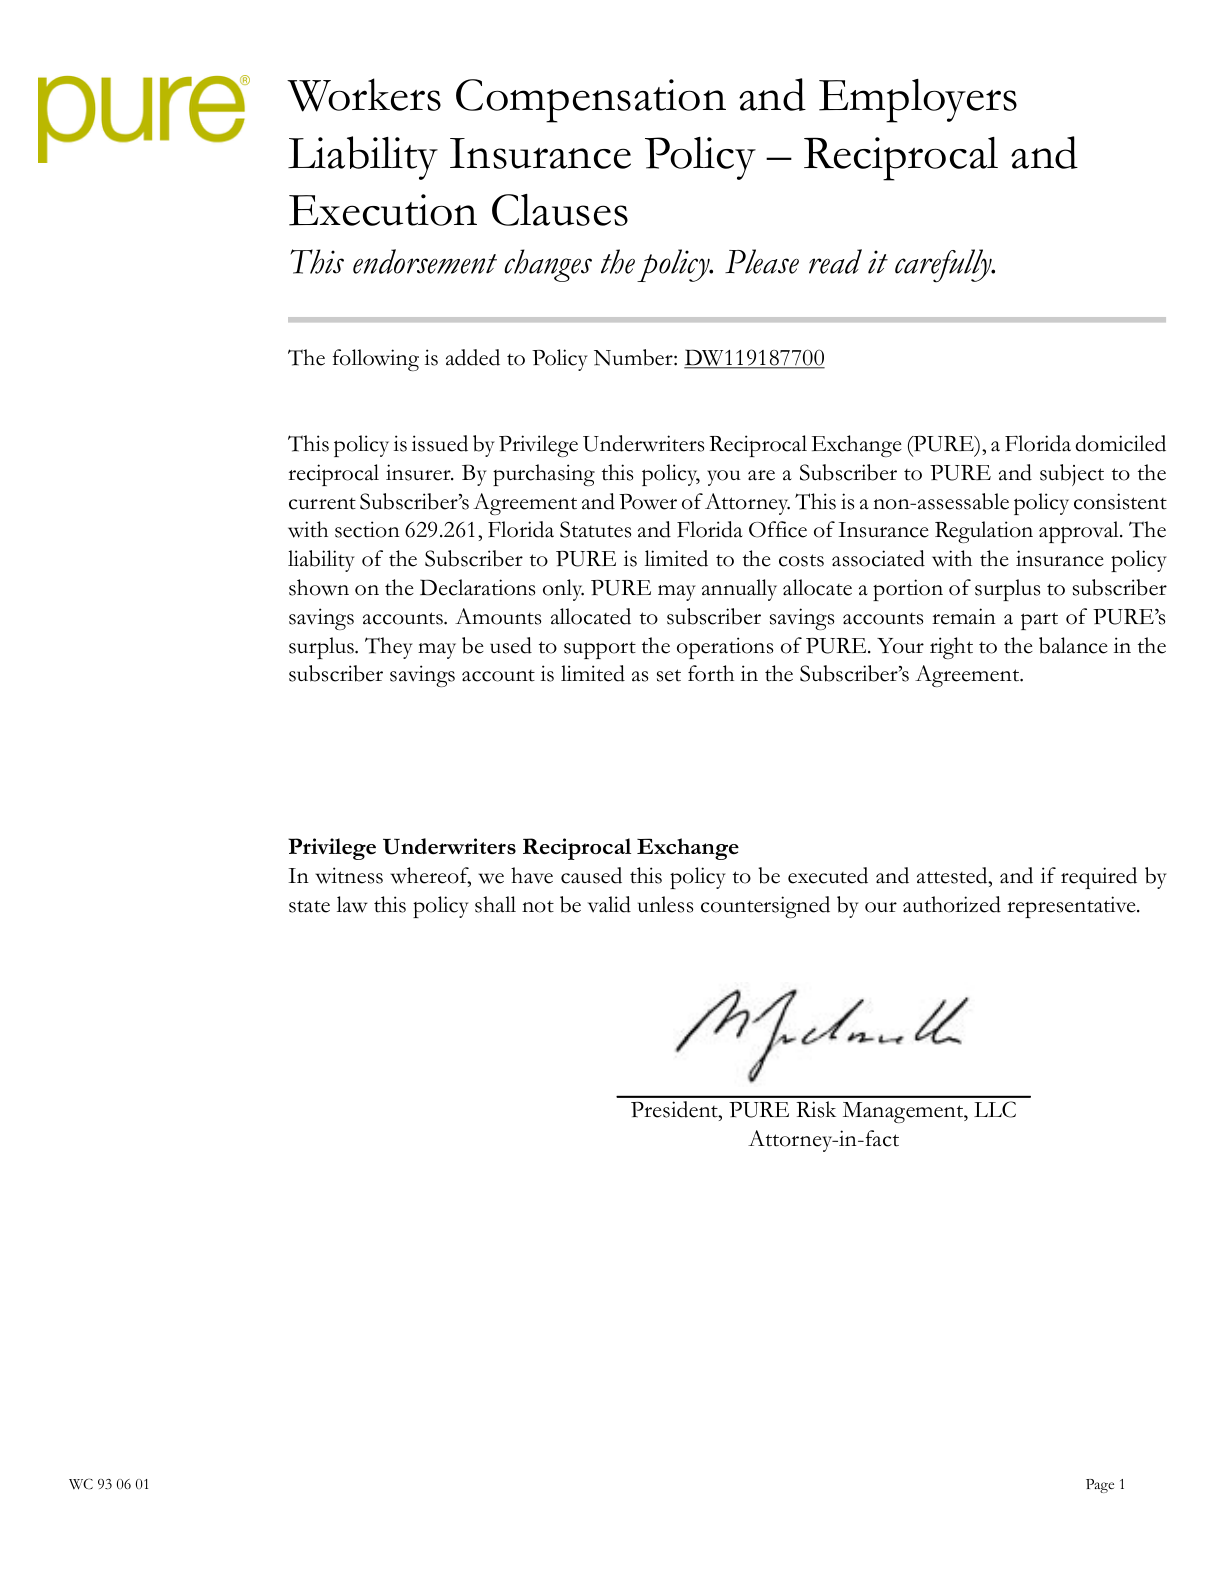 pure®
Workers Compensation and Employers
Liability Insurance Policy – Reciprocal and
Execution Clauses
This endorsement changes the policy. Please read it carefully.
The following is added to Policy Number: DW119187700
This policy is issued by Privilege Underwriters Reciprocal Exchange (PURE), a Florida domiciled
reciprocal insurer. By purchasing this policy, you are a Subscriber to PURE and subject to the
current Subscriber’s Agreement and Power of Attorney. This is a non-assessable policy consistent
with section 629.261, Florida Statutes and Florida Office of Insurance Regulation approval. The
liability of the Subscriber to PURE is limited to the costs associated with the insurance policy
shown on the Declarations only. PURE may annually allocate a portion of surplus to subscriber
savings accounts. Amounts allocated to subscriber savings accounts remain a part of PURE’s
surplus. They may be used to support the operations of PURE. Your right to the balance in the
subscriber savings account is limited as set forth in the Subscriber’s Agreement.
Privilege Underwriters Reciprocal Exchange
In witness whereof, we have caused this policy to be executed and attested, and if required by
state law this policy shall not be valid unless countersigned by our authorized representative.
President, PURE Risk Management, LLC
Attorney-in-fact
WC 93 06 01
Page 1